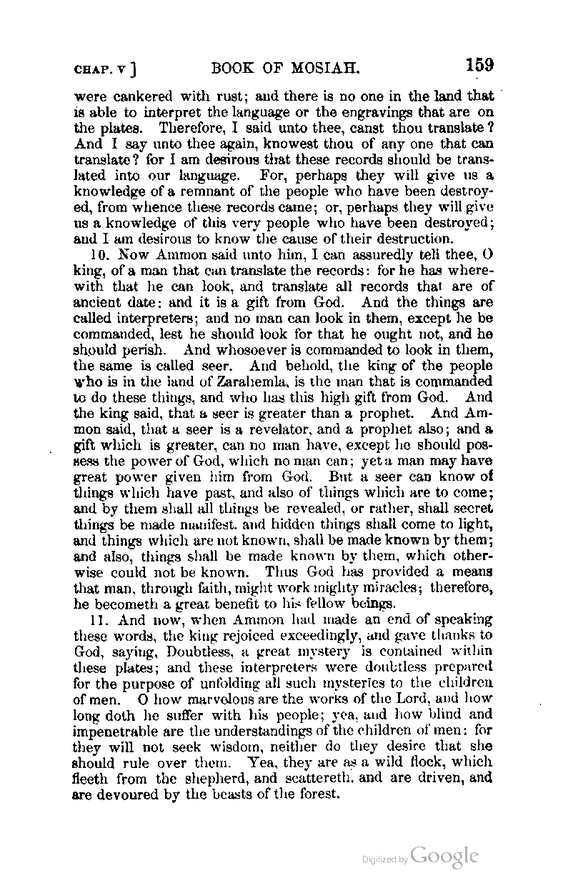 CHAP. V ] BOOK OF MOSIAH. 159
were cankered with rust; and there is no one in the land that
is able to interpret the language or the engravings that are on
the plates. Therefore, I said unto thee, canst thou translate?
And I say unto thee again, knowest thou of any one that can
translate? for I am desirous that these records should be trans-
lated into our language. For, perhaps they will give us a
knowledge of a remnant of the people who have been destroy-
ed, from whence these records came; or, perhaps they will give
us a knowledge of this very people who have been destroyed;
and I am desirous to know the cause of their destruction.
10. Now Ammon said unto him, I can assuredly tell thee, O
king, of a man that can translate the records: for he has where-
with that he can look, and translate all records that are of
ancient date: and it is a gift from God. And the things are
called interpreters; and no man can look in them, except he be
commanded, lest he should look for that he ought not, and he
should perish. And whosoever is commanded to look in them,
the same is called seer. And behold, the king of the people
who is in the land of Zarahemla, is the man that is commanded
to do these things, and who has this high gift from God. And
the king said, that a seer is greater than a prophet. And Am-
mon said, that a seer is a revelator, and a prophet also; and a
gift which is greater, can no man have, except he should pos-
sess the power of God, which no man can; yet a man may have
great power given him from God. But a seer can know of
things which have past, and also of things which are to come;
and by them shall all things be revealed, or rather, shall secret
things be made manifest. and hidden things shall come to light,
and things which are not known, shall be made known by them;
and also, things shall be made known by them, which other-
wise could not be known. Thus God has provided a means
that man, through faith, might work mighty miracles; therefore,
he becometh a great benefit to his fellow beings.
11. And now, when Ammon had made an end of speaking
these words, the king rejoiced exceedingly, and gave thanks to
God, saying, Doubtless, a great mystery is contained within
these plates; and these interpreters were doubtless prepared
for the purpose of unfolding all such mysteries to the children
of men. O how marvelous are the works of the Lord, and how
long doth he suffer with his people; yea, and how blind and
impenetrable are the understandings of the children of men: for
they will not seek wisdom, neither do they desire that she
should rule over them. Yea, they are as a wild flock, which
fleeth from the shepherd, and scattereth, and are driven, and
are devoured by the beasts of the forest.
Digitized by Google